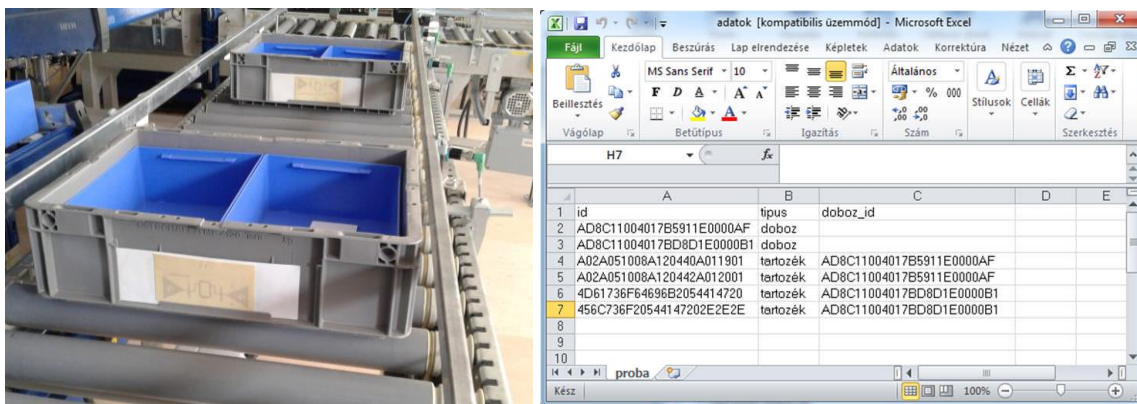 adatok [kompatibilis üzemmód] - Microsoft Excel
Fájl Kezdőlap Beszúrás Lap elrendezése Képletek Adatok Korrektúra Nézet
MS Sans Serif 10 Általános
Beillesztés F D A A A % 000 Stílusok Cellák
Vágólap Betűtípus Igazítás Szám Szerkesztés
H7 fx
A B C D E
1 id tipus doboz_id
2 AD8C11004017B5911E0000AF doboz
3 AD8C11004017BD8D1E0000B1 doboz
4 A02A051008A120440A011901 tartozék AD8C11004017B5911E0000AF
5 A02A051008A120442A012001 tartozék AD8C11004017B5911E0000AF
6 4D61736F64696B2054414720 tartozék AD8C11004017BD8D1E0000B1
7 456C736F20544147202E2E2E tartozék AD8C11004017BD8D1E0000B1
8
9
10
proba
Kész 100%